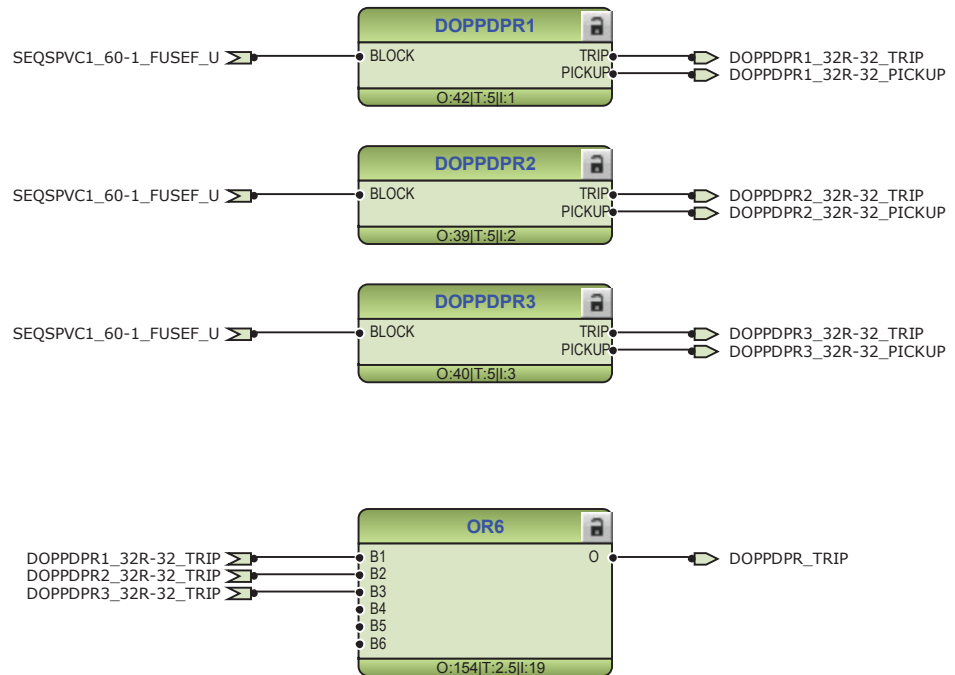 DOPPDPR1
SEQSPVC1_60-1_FUSEF_U BLOCK TRIP DOPPDPR1_32R-32_TRIP
PICKUP DOPPDPR1_32R-32_PICKUP
O:42|T:5|I:1
DOPPDPR2
SEQSPVC1_60-1_FUSEF_U BLOCK TRIP DOPPDPR2_32R-32_TRIP
PICKUP DOPPDPR2_32R-32_PICKUP
O:39|T:5|I:2
DOPPDPR3
SEQSPVC1_60-1_FUSEF_U BLOCK TRIP DOPPDPR3_32R-32_TRIP
PICKUP DOPPDPR3_32R-32_PICKUP
O:40|T:5|I:3
OR6
DOPPDPR1_32R-32_TRIP B1 O DOPPDPR_TRIP
DOPPDPR2_32R-32_TRIP B2
DOPPDPR3_32R-32_TRIP B3
B4
B5
B6
O:154|T:2.5|I:19